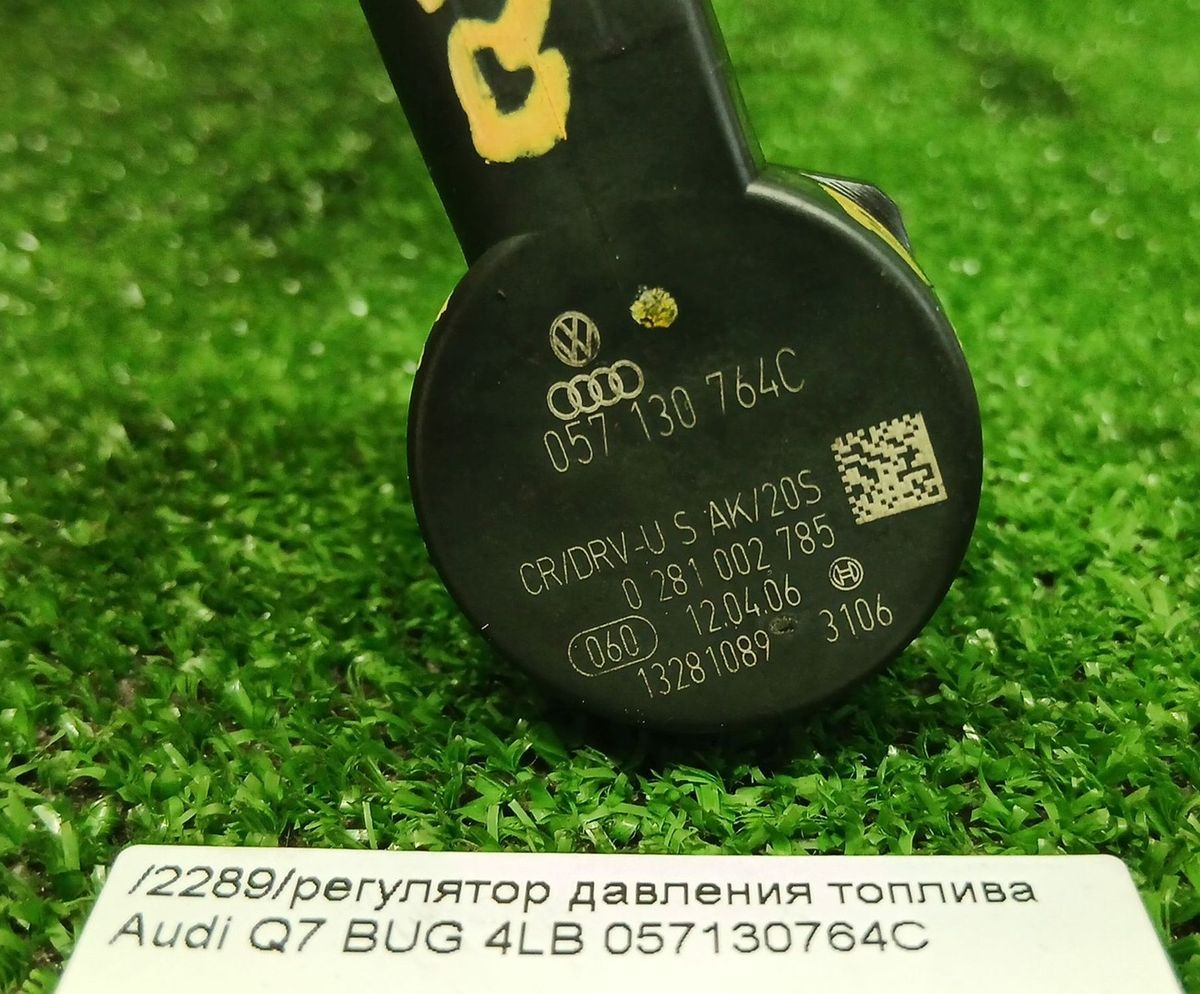 057 130 764C
CR/DRV-U S AK/20S
0 281 002 785
060 12.04.06
13281089 3106
/2289/регулятор давления топлива
Audi Q7 BUG 4LB 057130764C